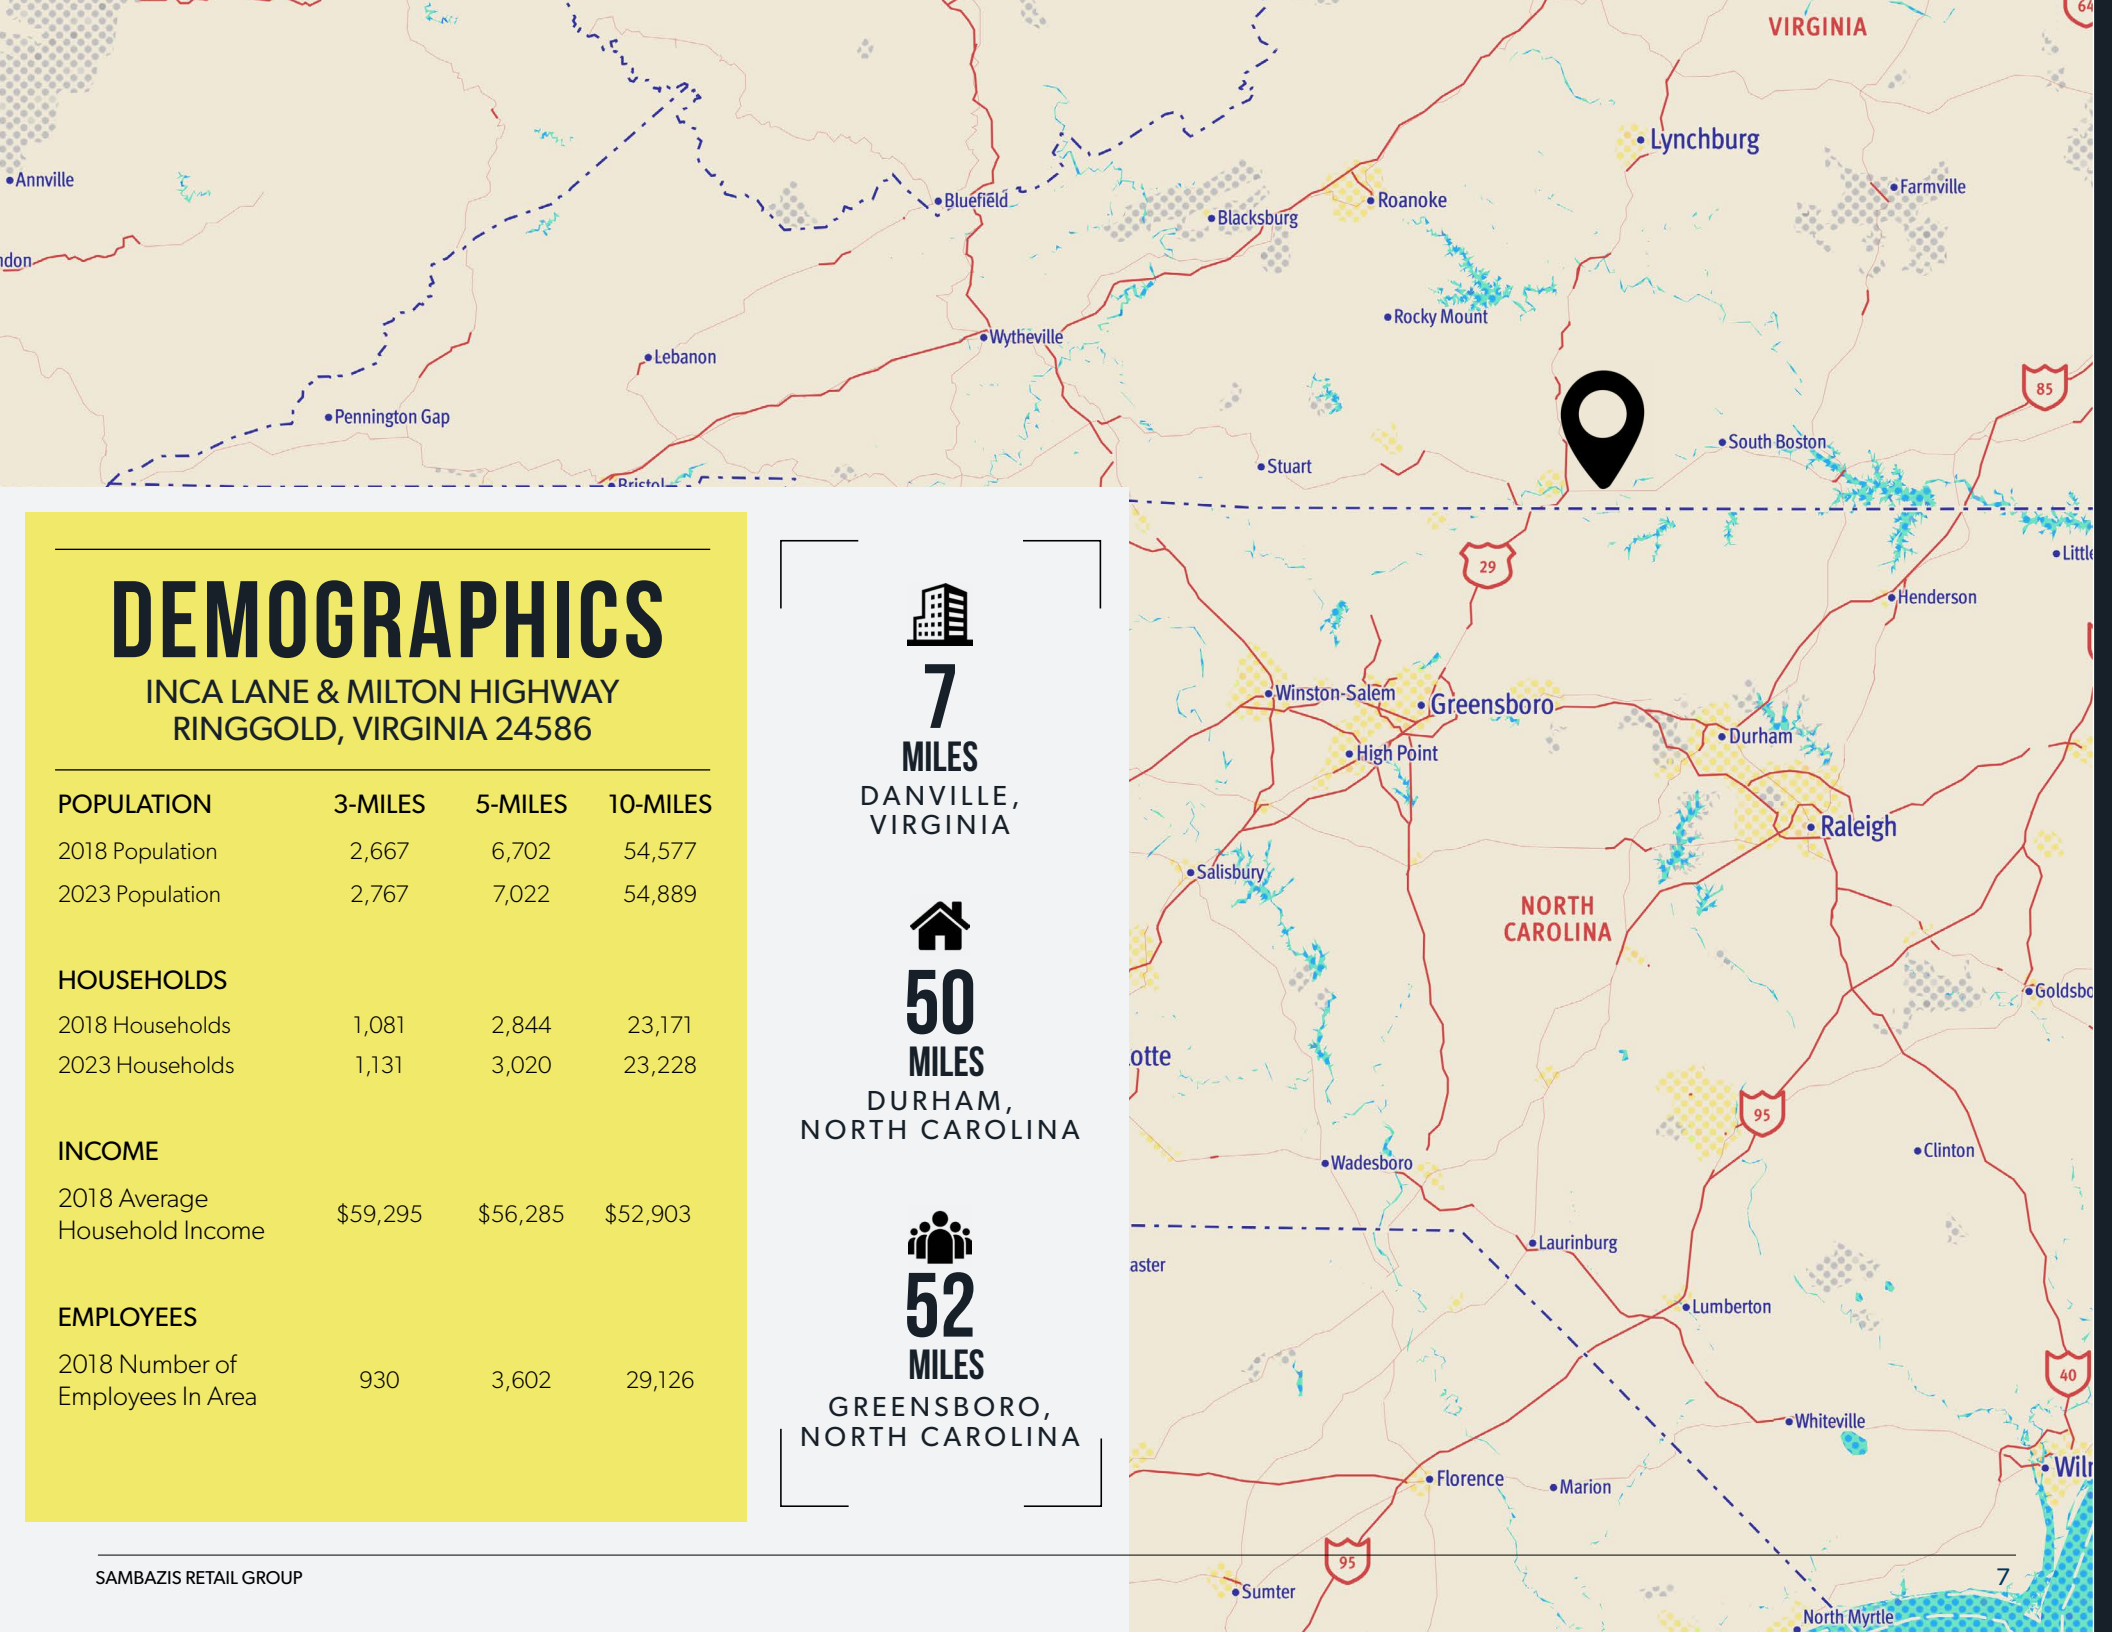 VIRGINIA
64
Lynchburg
Annville
Farmville
Bluefield
Roanoke
Blacksburg
Rocky Mount
Wytheville
Lebanon
85
Pennington Gap
South Boston
Stuart
Bristol
DEMOGRAPHICS
INCA LANE & MILTON HIGHWAY
RINGGOLD, VIRGINIA 24586
POPULATION 3-MILES 5-MILES 10-MILES
2018 Population 2,667 6,702 54,577
2023 Population 2,767 7,022 54,889
HOUSEHOLDS
2018 Households 1,081 2,844 23,171
2023 Households 1,131 3,020 23,228
INCOME
2018 Average
Household Income $59,295 $56,285 $52,903
EMPLOYEES
2018 Number of
Employees In Area 930 3,602 29,126
7
MILES
DANVILLE,
VIRGINIA
50
MILES
DURHAM,
NORTH CAROLINA
52
MILES
GREENSBORO,
NORTH CAROLINA
29
Henderson
Winston-Salem
Greensboro
Durham
High Point
Raleigh
Salisbury
NORTH
CAROLINA
Goldsbo
otte
95
Wadesboro
Clinton
Laurinburg
aster
Lumberton
40
Whiteville
Florence
Marion
95
Sumter
North Myrtle
SAMBAZIS RETAIL GROUP
7